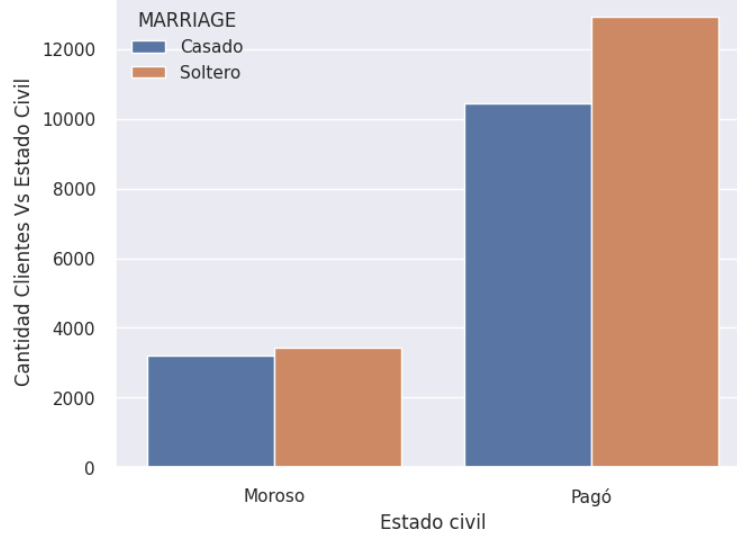 MARRIAGE
Casado
Soltero
Cantidad Clientes Vs Estado Civil
12000
10000
8000
6000
4000
2000
0
Moroso
Pagó
Estado civil